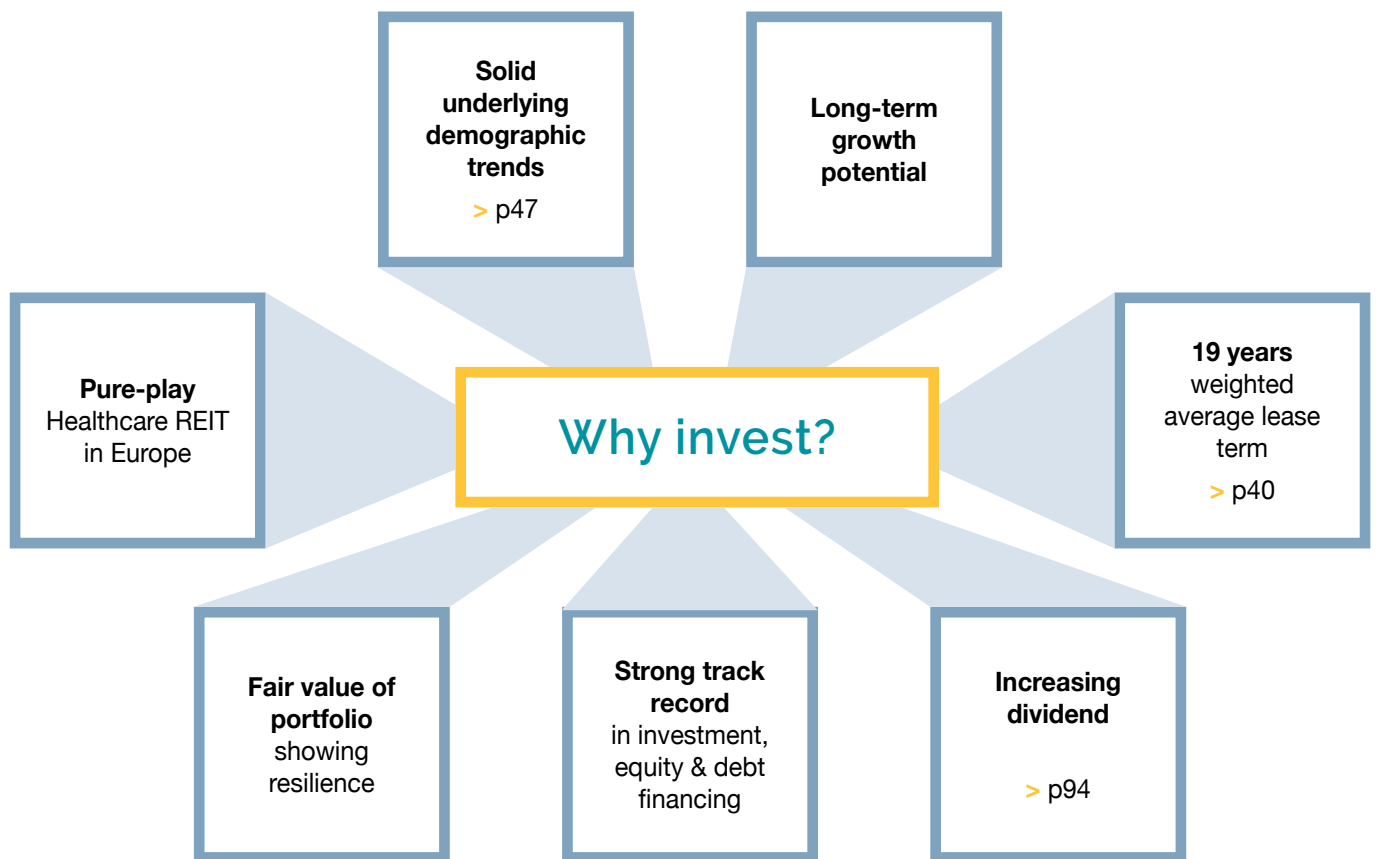 Solid
underlying
demographic
trends
> p47
Long-term
growth
potential
Pure-play
Healthcare REIT
in Europe
Why invest?
19 years
weighted
average lease
term
> p40
Fair value of
portfolio
showing
resilience
Strong track
record
in investment,
equity & debt
financing
Increasing
dividend
> p94